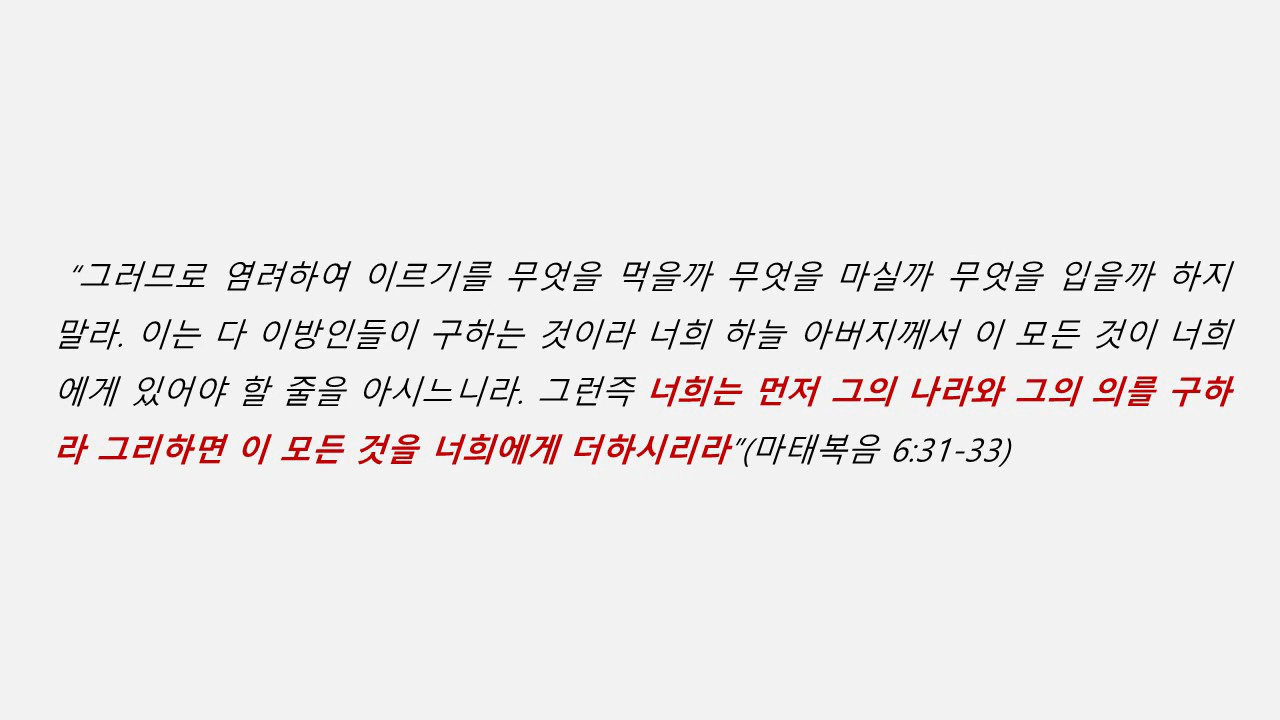 “그러므로 염려하여 이르기를 무엇을 먹을까 무엇을 마실까 무엇을 입을까 하지
말라. 이는 다 이방인들이 구하는 것이라 너희 하늘 아버지께서 이 모든 것이 너희
에게 있어야 할 줄을 아시느니라. 그런즉 너희는 먼저 그의 나라와 그의 의를 구하
라 그리하면 이 모든 것을 너희에게 더하시리라”(마태복음 6:31-33)